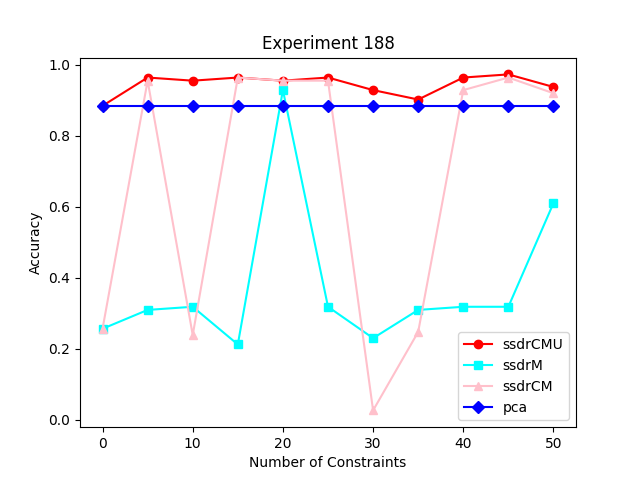 Experiment 188
1.0
0.8
0.6
0.4
0.2
0.0
Accuracy
0 10 20 30 40 50
Number of Constraints
ssdrCMU
ssdrM
ssdrCM
pca